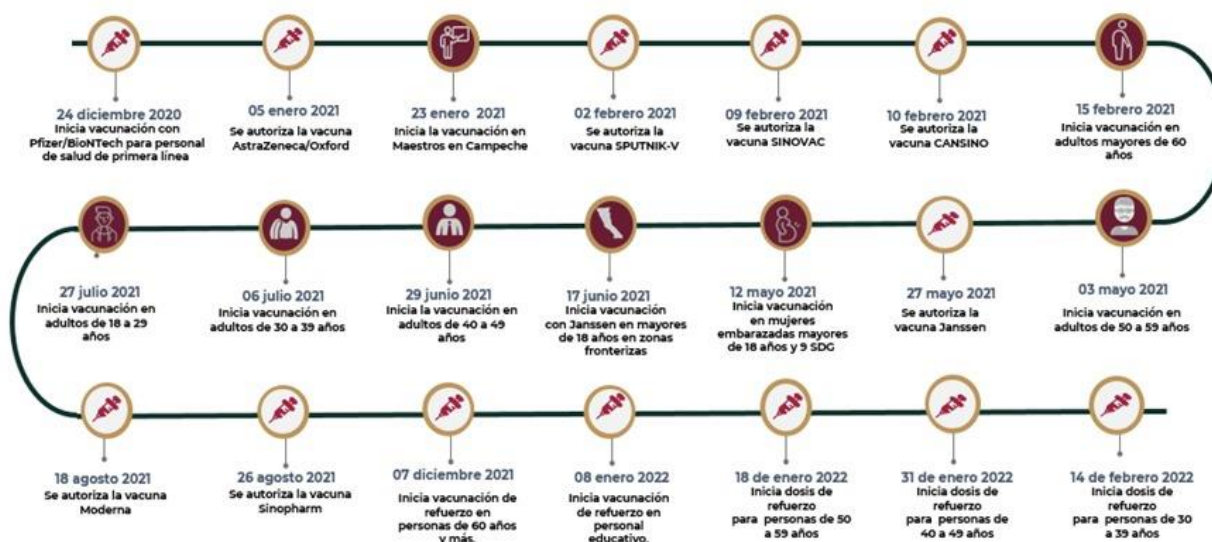 24 diciembre 2020
Inicia vacunación con
Pfizer/BioNTech para personal
de salud de primera línea
05 enero 2021
Se autoriza la vacuna
AstraZeneca/Oxford
23 enero 2021
Inicia la vacunación en
Maestros en Campeche
02 febrero 2021
Se autoriza la
vacuna SPUTNIK-V
09 febrero 2021
Se autoriza la
vacuna SINOVAC
10 febrero 2021
Se autoriza la
vacuna CANSINO
15 febrero 2021
Inicia vacunación en
adultos mayores de 60
años
03 mayo 2021
Inicia vacunación en
adultos de 50 a 59 años
27 mayo 2021
Se autoriza la
vacuna Janssen
12 mayo 2021
Inicia vacunación
en mujeres
embarazadas mayores
de 18 años y 9 SDG
17 junio 2021
Inicia vacunación
con Janssen en mayores
de 18 años en zonas
fronterizas
29 junio 2021
Inicia la vacunación en
adultos de 40 a 49
años
06 julio 2021
Inicia vacunación en
adultos de 30 a 39 años
27 julio 2021
Inicia vacunación en
adultos de 18 a 29
años
18 agosto 2021
Se autoriza la vacuna
Moderna
26 agosto 2021
Se autoriza la vacuna
Sinopharm
07 diciembre 2021
Inicia vacunación de
refuerzo en
personas de 60 años
y más.
08 enero 2022
Inicia vacunación
de refuerzo en
personal
educativo.
18 de enero 2022
Inicia dosis de
refuerzo
para personas de 50
a 59 años
31 de enero 2022
Inicia dosis de
refuerzo
para personas de
40 a 49 años
14 de febrero 2022
Inicia dosis de
refuerzo
para personas de 30
a 39 años